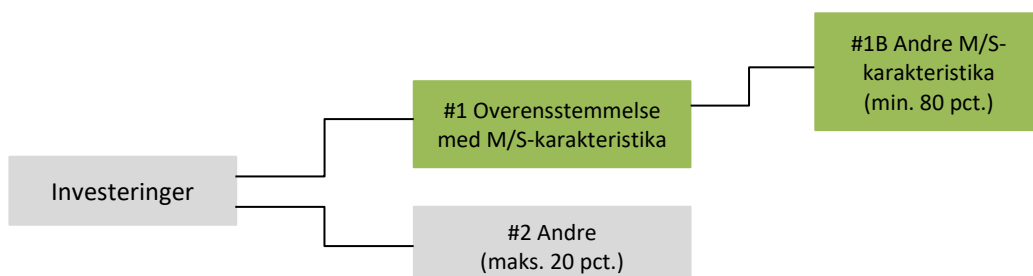 #1B Andre M/S-
karakteristika
(min. 80 pct.)
#1 Overensstemmelse
med M/S-karakteristika
Investeringer
#2 Andre
(maks. 20 pct.)